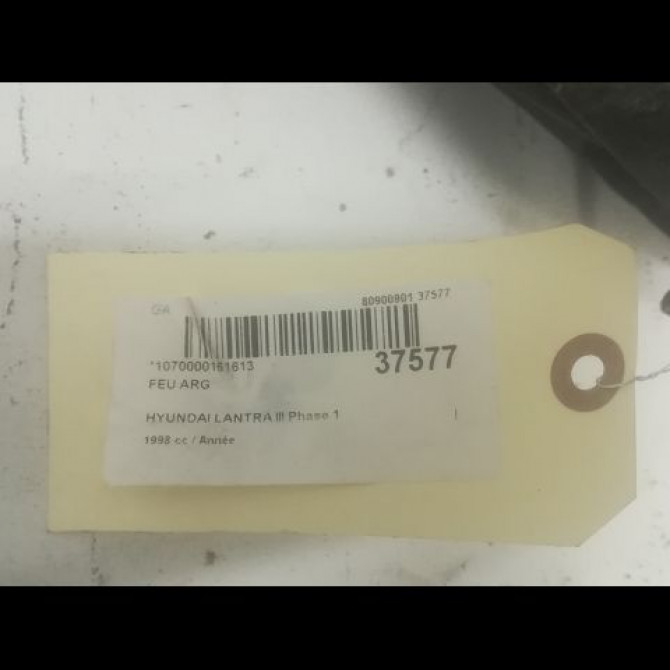 GA
80900901 37577
*1070000161613
37577
FEU ARG
HYUNDAI LANTRA III Phase 1
1998 cc / Année